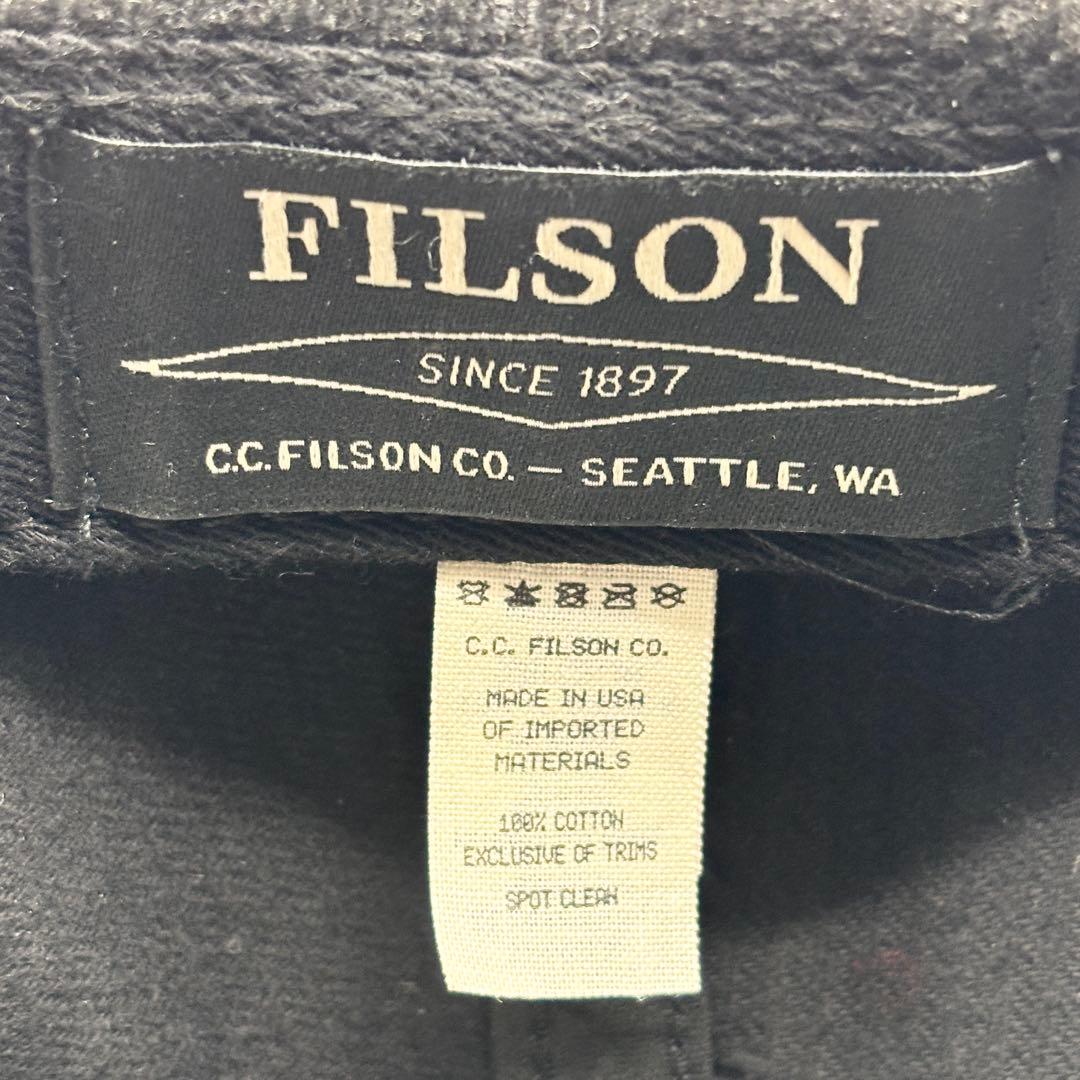 FILSON
SINCE 1897
C.C. FILSON CO. — SEATTLE, WA
C.C. FILSON CO.
MADE IN USA
OF IMPORTED
MATERIALS
100% COTTON
EXCLUSIVE OF TRIMS
SPOT CLEAN